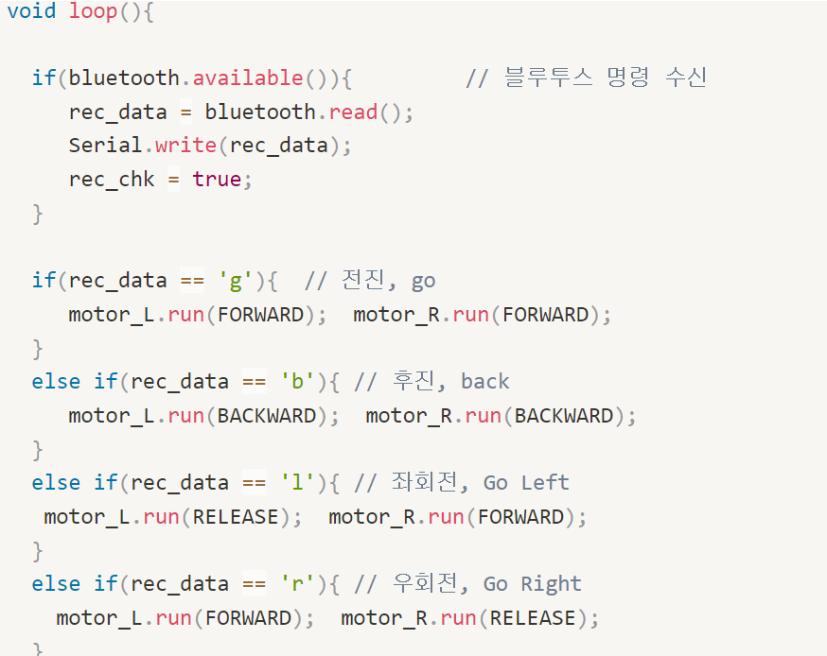 void loop(){
if(bluetooth.available()){ // 블루투스 명령 수신
rec_data = bluetooth.read();
Serial.write(rec_data);
rec_chk = true;
}
if(rec_data == 'g'){ // 전진, go
motor_L.run(FORWARD); motor_R.run(FORWARD);
}
else if(rec_data == 'b'){ // 후진, back
motor_L.run(BACKWARD); motor_R.run(BACKWARD);
}
else if(rec_data == 'l'){ // 좌회전, Go Left
motor_L.run(RELEASE); motor_R.run(FORWARD);
}
else if(rec_data == 'r'){ // 우회전, Go Right
motor_L.run(FORWARD); motor_R.run(RELEASE);
}